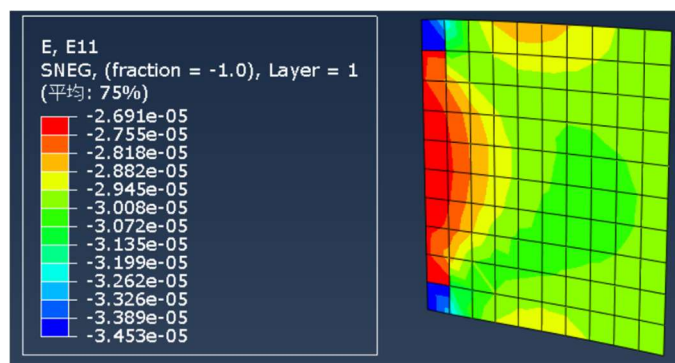 E, E11
SNEG, (fraction = -1.0), Layer = 1
(平均: 75%)
-2.691e-05
-2.755e-05
-2.818e-05
-2.882e-05
-2.945e-05
-3.008e-05
-3.072e-05
-3.135e-05
-3.199e-05
-3.262e-05
-3.326e-05
-3.389e-05
-3.453e-05